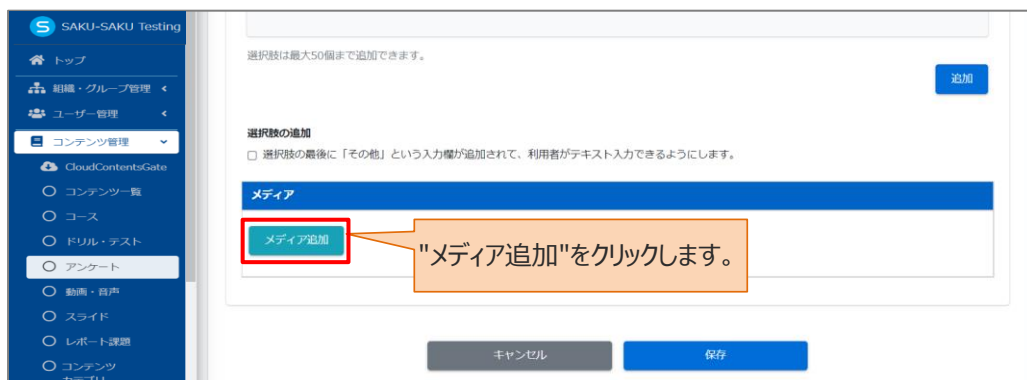 SAKU-SAKU Testing
トップ
組織・グループ管理
ユーザー管理
コンテンツ管理
CloudContentsGate
コンテンツ一覧
コース
ドリル・テスト
アンケート
動画・音声
スライド
レポート課題
コンテンツ
カテゴリ
選択肢は最大50個まで追加できます。
追加
選択肢の追加
選択肢の最後に「その他」という入力欄が追加されて、利用者がテキスト入力できるようにします。
メディア
メディア追加
"メディア追加"をクリックします。
キャンセル
保存